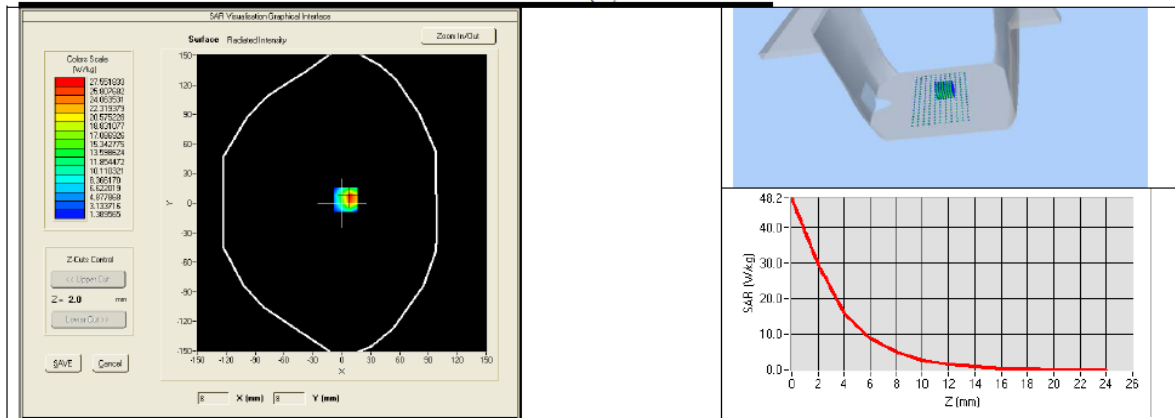 SAR Visualisation Graphical Interface
Surface Radiated Intensity
Zoom In/Out
Colors Scale
(W/kg)
27.551833
25.807682
24.063531
22.319379
20.575228
18.831077
17.086926
15.342775
13.598624
11.854472
10.110321
8.366170
6.622019
4.877868
3.133716
1.389565
150
120
90
60
30
0
-30
-60
-90
-120
-150
Y
-150 -120 -90 -60 -30 0 30 60 90 120 150
X
Z-Cuts Control
<< Upper Cut
Z= 2.0 mm
Lower Cut >>
SAVE Cancel
8 X (mm) 8 Y (mm)
48.2
40.0
30.0
20.0
10.0
0.0
SAR (W/kg)
0 2 4 6 8 10 12 14 16 18 20 22 24 26
Z (mm)